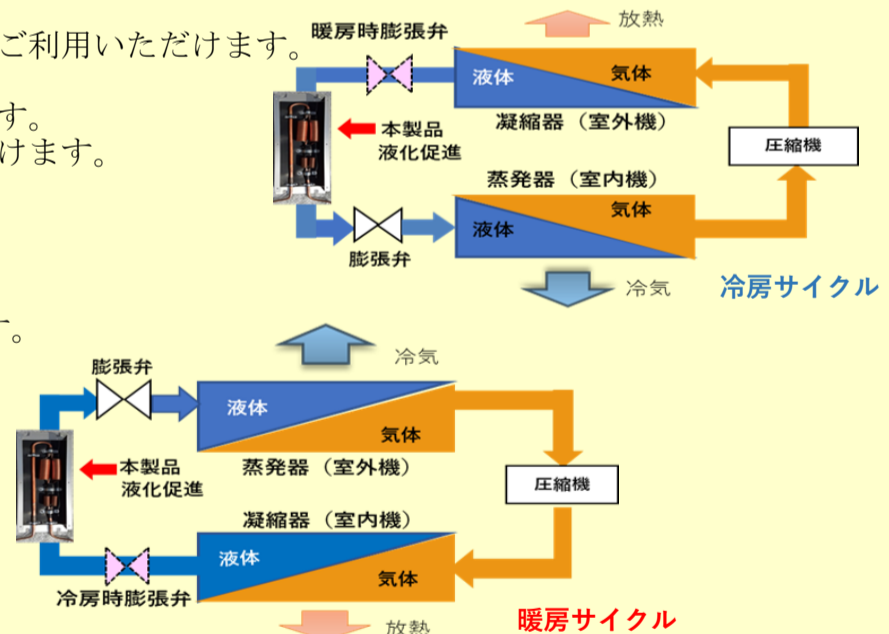 ご利用いただけます。
す。
けます。
す。
放熱
暖房時膨張弁
液体
気体
凝縮器（室外機）
本製品
液化促進
圧縮機
蒸発器（室内機）
気体
液体
膨張弁
冷気
冷房サイクル
冷気
膨張弁
液体
気体
蒸発器（室外機）
本製品
液化促進
圧縮機
凝縮器（室内機）
液体
気体
冷房時膨張弁
放熱
暖房サイクル